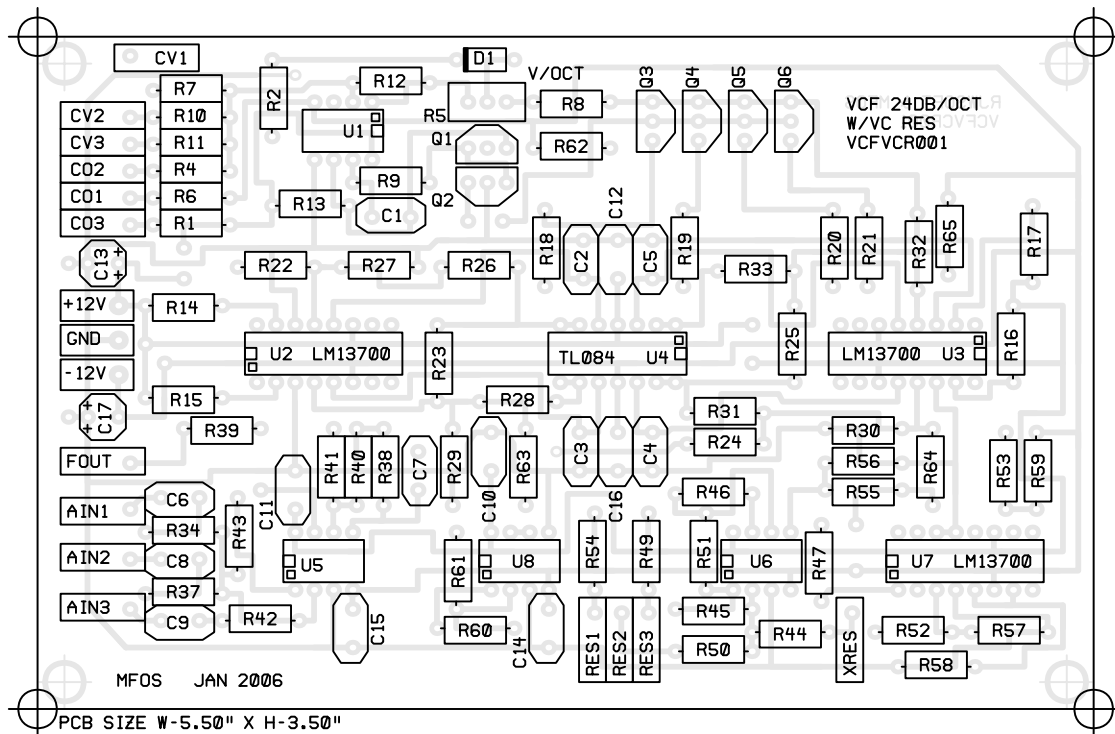 CV1
D1
V/OCT
Q3
Q4
Q5
Q6
R7
R2
R12
R5
R8
VCF 24DB/OCT
W/VC RES
VCFVCR001
CV2
R10
U1
CV3
R11
Q1
R62
CO2
R4
R9
CO1
R6
R13
Q2
C12
CO3
R1
C1
R18
R19
R20
R21
R32
R65
R17
C13
+
+
R22
R27
R26
C2
C5
R33
+12V
R14
GND
U2 LM13700
R23
TL084 U4
R25
LM13700 U3
R16
-12V
R15
R28
+
+
C17
R39
R31
R24
R30
FOUT
R41
R40
R38
C7
R29
C10
R63
C3
C4
R56
R64
R53
R59
C11
C16
R46
R55
AIN1
C6
R34
R43
AIN2
C8
U5
R61
U8
R54
R49
R51
U6
R47
U7 LM13700
R37
AIN3
C9
R42
C15
R60
C14
RES1
RES2
RES3
R45
R50
R44
XRES
R52
R57
R58
MFOS JAN 2006
PCB SIZE W-5.50" X H-3.50"